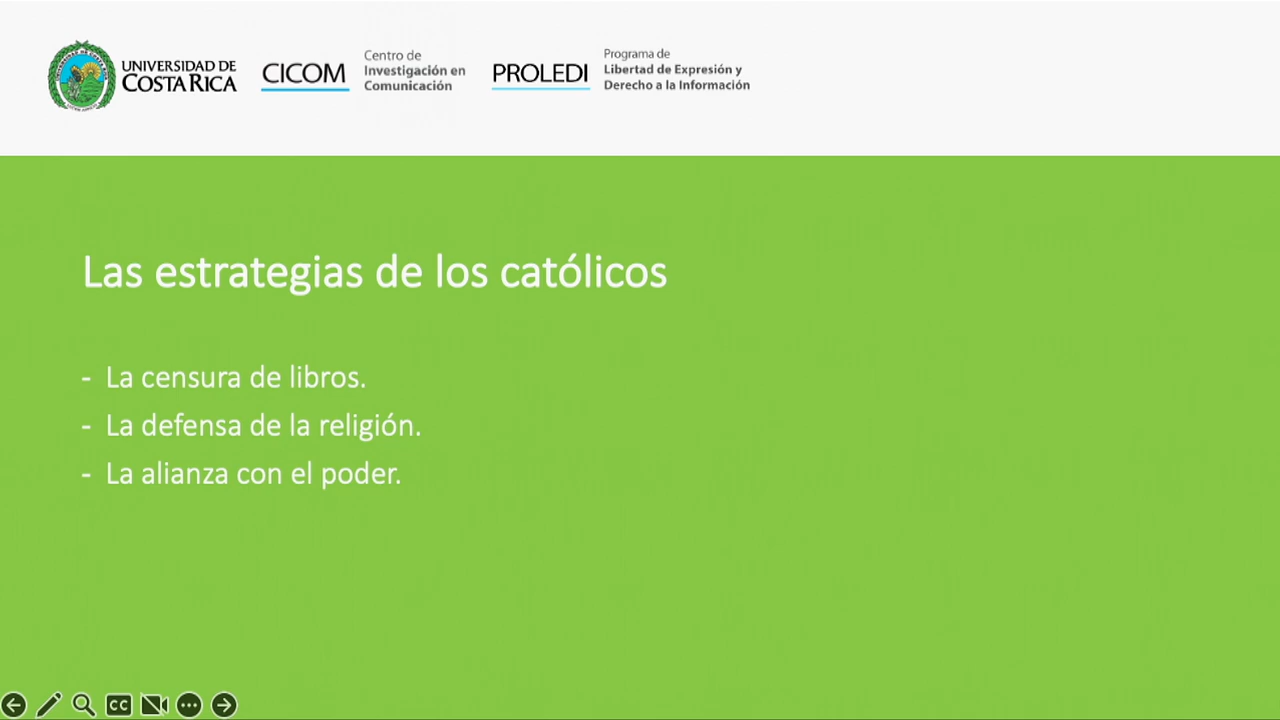 UNIVERSIDAD DE
COSTA RICA
CICOM
Centro de
Investigación en
Comunicación
PROLEDI
Programa de
Libertad de Expresión y
Derecho a la Información
Las estrategias de los católicos
- La censura de libros.
- La defensa de la religión.
- La alianza con el poder.
CC